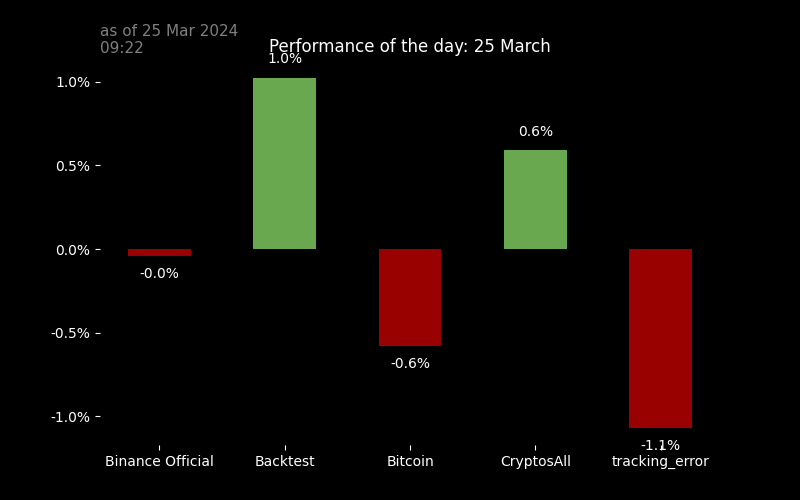 as of 25 Mar 2024
09:22
Performance of the day: 25 March
1.0%
1.0%
0.6%
0.5%
0.0%
-0.0%
-0.5%
-0.6%
-1.0%
-1.1%
Binance Official
Backtest
Bitcoin
CryptosAll
tracking_error